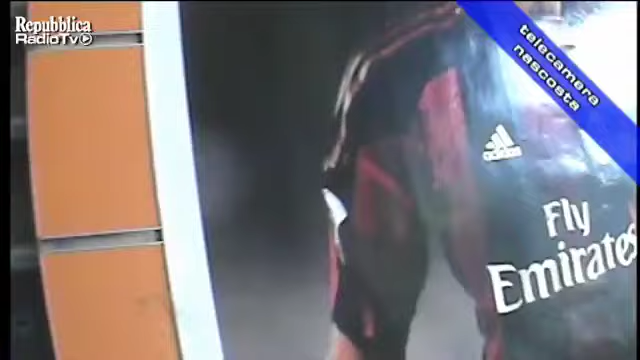 Repubblica
RadioTv
telecamera
nascosta
adidas
Fly
Emirates